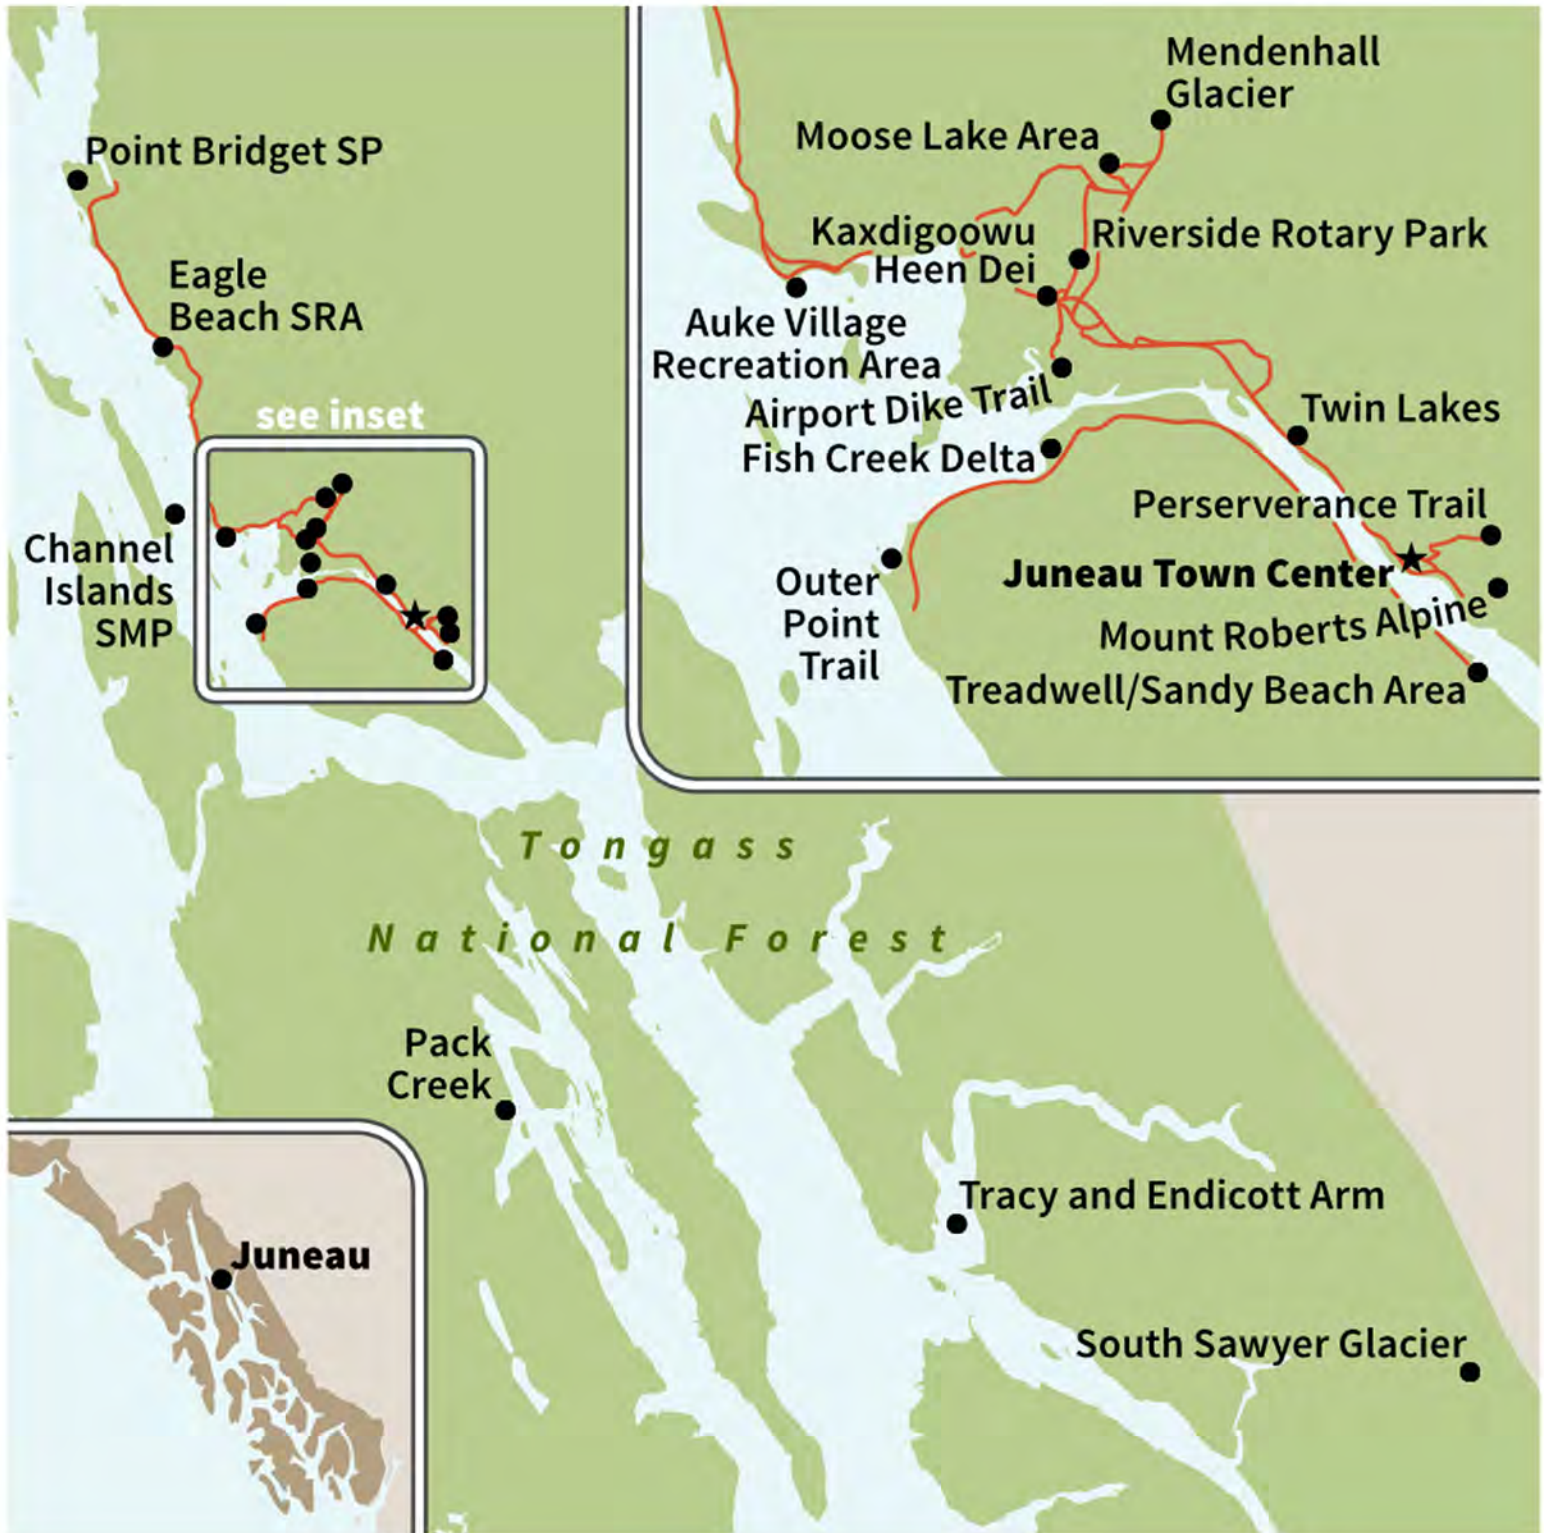 Point Bridget SP
Eagle
Beach SRA
see inset
Channel
Islands
SMP
Mendenhall
Glacier
Moose Lake Area
Kaxdigoowu
Heen Dei
Riverside Rotary Park
Auke Village
Recreation Area
Airport Dike Trail
Fish Creek Delta
Twin Lakes
Perserverance Trail
Juneau Town Center
Outer
Point
Trail
Mount Roberts Alpine
Treadwell/Sandy Beach Area
Tongass
National Forest
Pack
Creek
Tracy and Endicott Arm
South Sawyer Glacier
Juneau